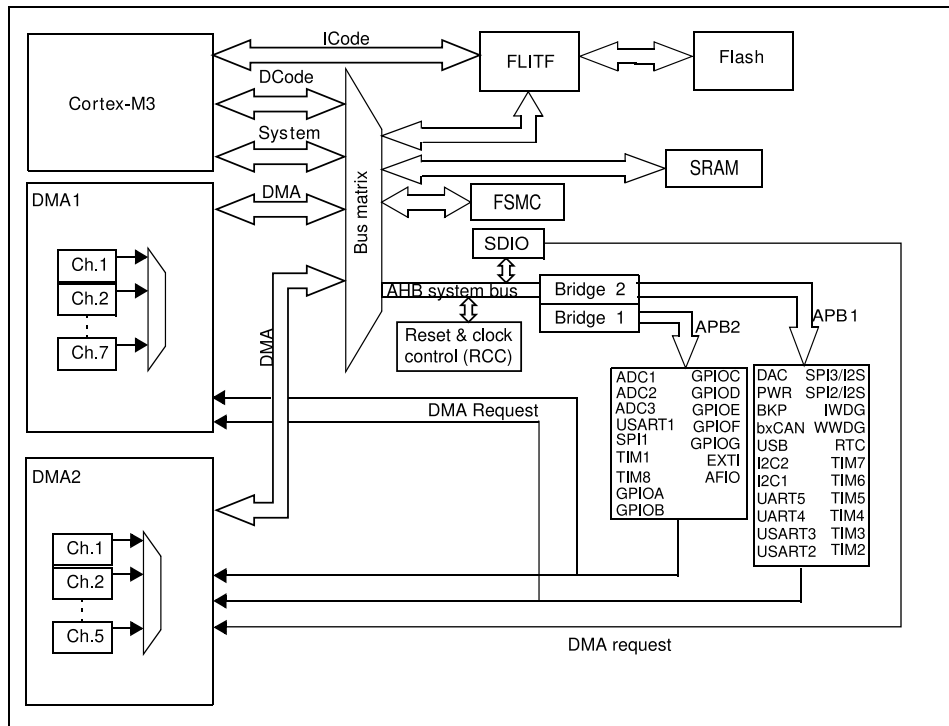 ICode
FLITF
Flash
DCode
Cortex-M3
System
SRAM
DMA
DMA1
FSMC
Bus matrix
SDIO
Ch.1
Ch.2
Ch.7
AHB system bus
Bridge 2
Bridge 1
APB2
APB1
Reset & clock
control (RCC)
DMA
DMA Request
ADC1 GPIOC
ADC2 GPIOD
ADC3 GPIOE
USART1 GPIOF
SPI1 GPIOG
TIM1 EXTI
TIM8 AFIO
GPIOA
GPIOB
DAC SPI3/I2S
PWR SPI2/I2S
BKP IWDG
bxCAN WWDG
USB RTC
I2C2 TIM7
I2C1 TIM6
UART5 TIM5
UART4 TIM4
USART3 TIM3
USART2 TIM2
DMA2
Ch.1
Ch.2
Ch.5
DMA request